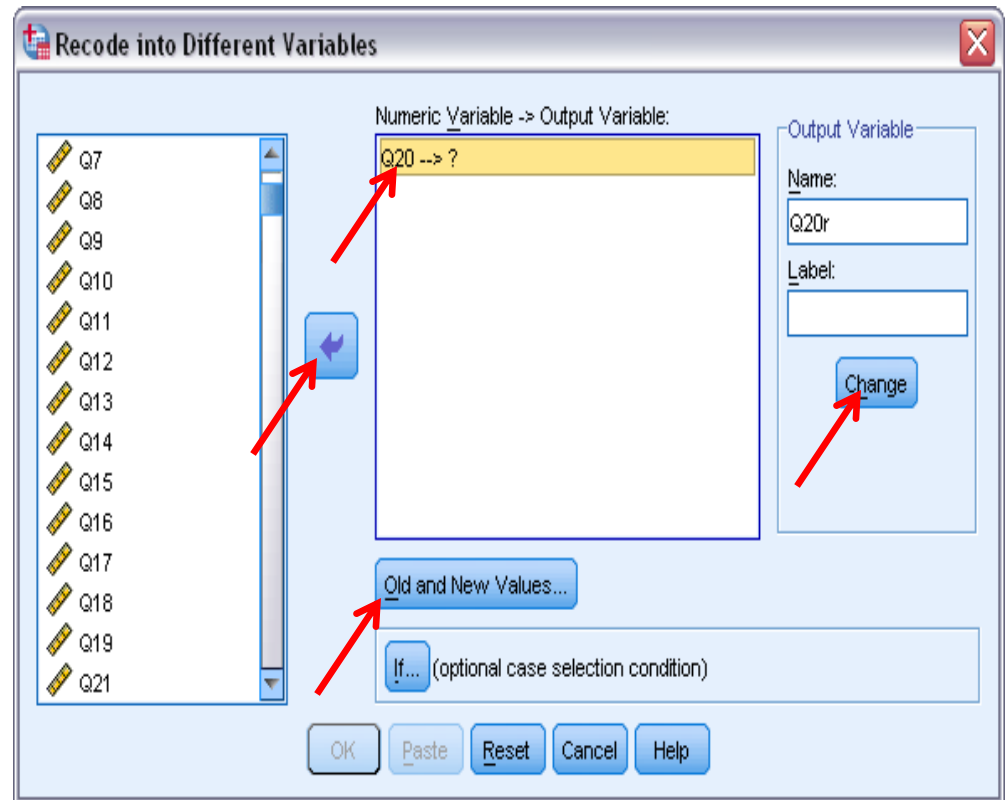 Recode into Different Variables
Numeric Variable -> Output Variable:
Q7
Q8
Q9
Q10
Q11
Q12
Q13
Q14
Q15
Q16
Q17
Q18
Q19
Q21
Q20 --> ?
Output Variable
Name:
Q20r
Label:
Change
Old and New Values...
If... (optional case selection condition)
OK Paste Reset Cancel Help